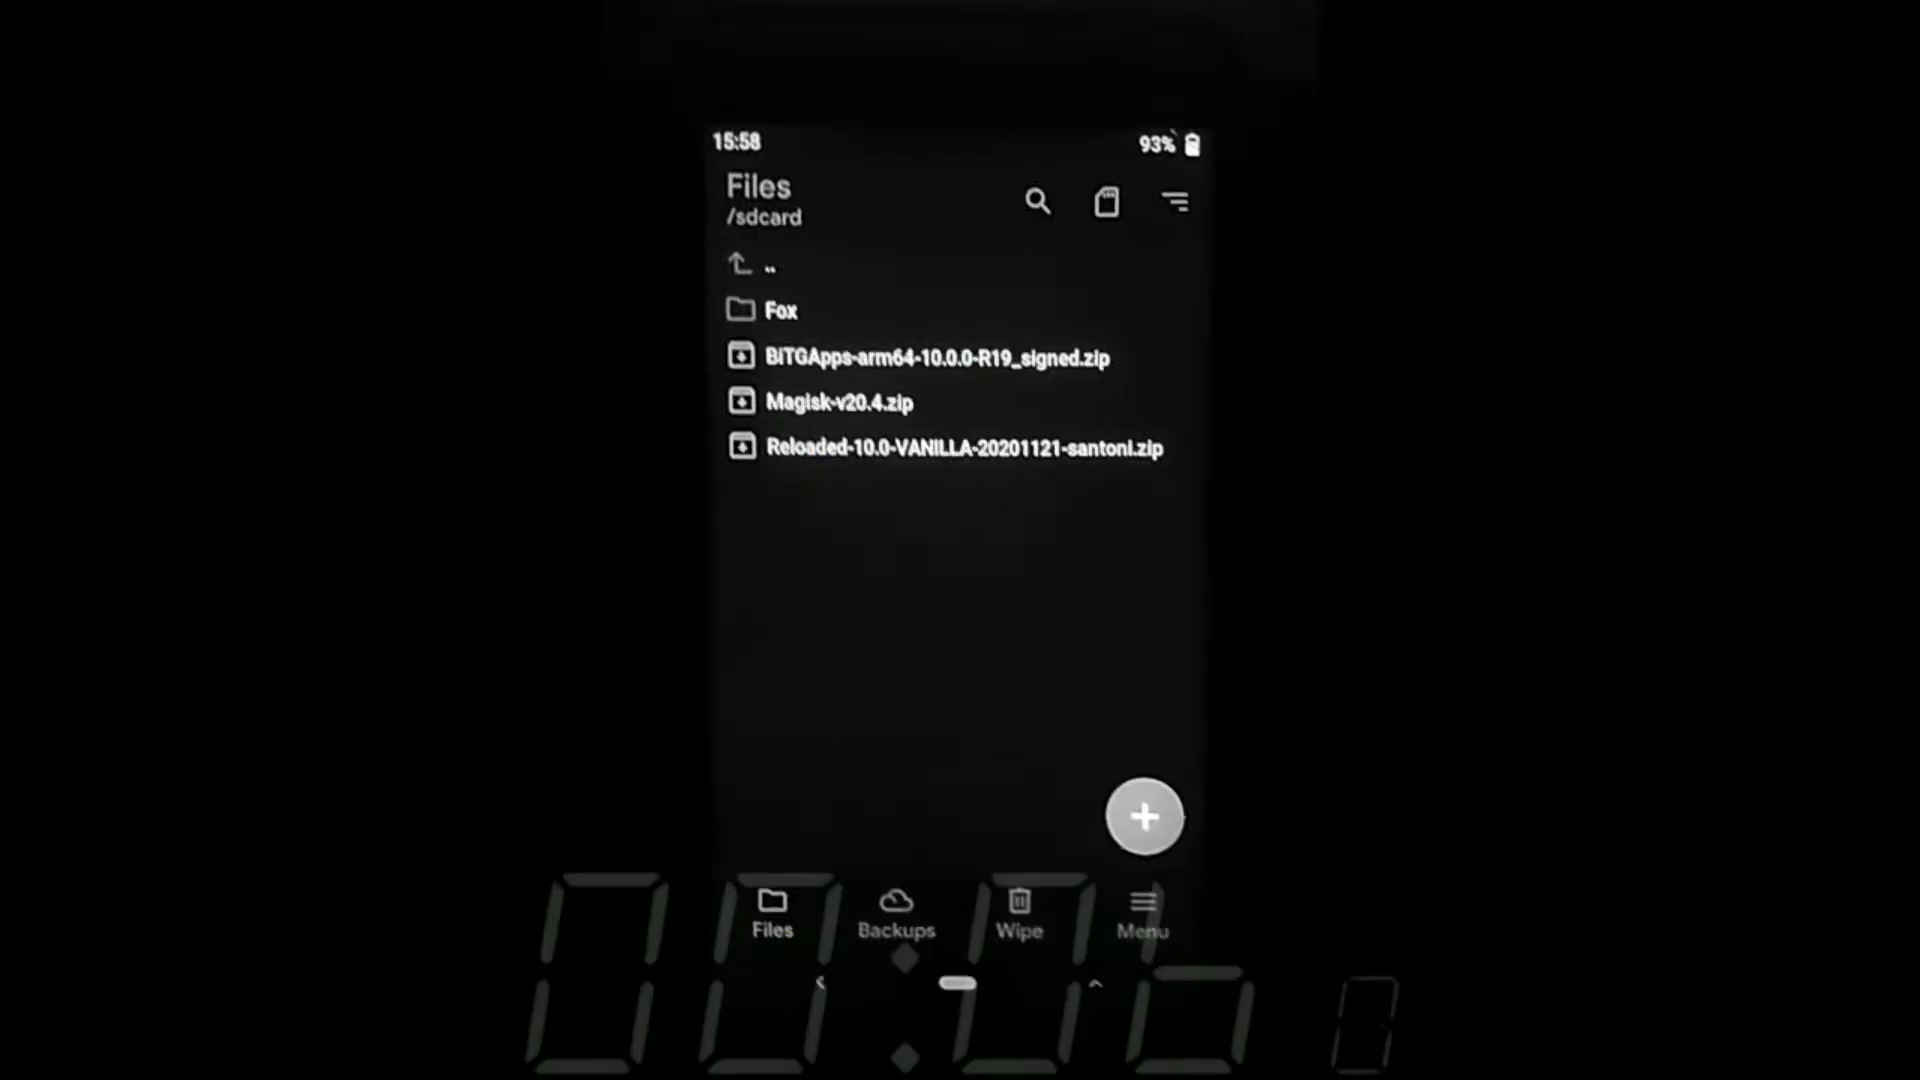 15:58
93%
Files
/sdcard
..
Fox
BiTGApps-arm64-10.0.0-R19_signed.zip
Magisk-v20.4.zip
Reloaded-10.0-VANILLA-20201121-santoni.zip
Files
Backups
Wipe
Menu